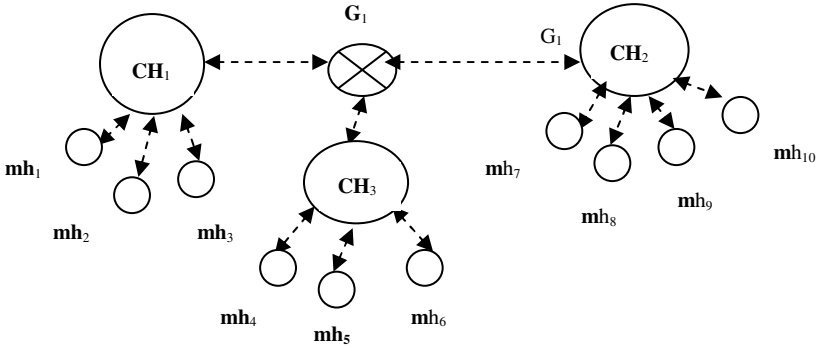 G₁
G₁
CH₁
CH₂
mh₁
mh₂
mh₃
CH₃
mh₇
mh₈
mh₉
mh₁₀
mh₄
mh₅
mh₆